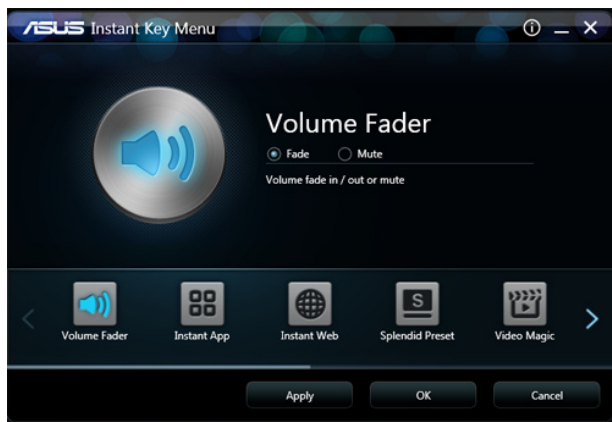 ASUS Instant Key Menu
Volume Fader
Fade Mute
Volume fade in / out or mute
S
Volume Fader Instant App Instant Web Splendid Preset Video Magic
Apply OK Cancel